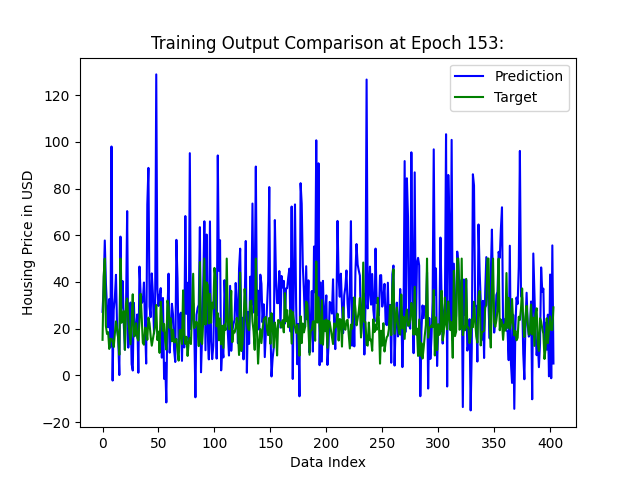 Training Output Comparison at Epoch 153:
Prediction
Target
Housing Price in USD
120
100
80
60
40
20
0
−20
0 50 100 150 200 250 300 350 400
Data Index